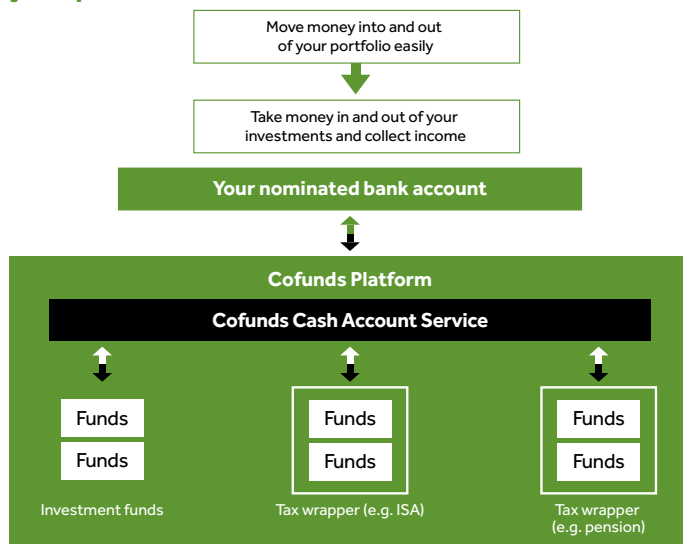 Move money into and out
of your portfolio easily
Take money in and out of your
investments and collect income
Your nominated bank account
Cofunds Platform
Cofunds Cash Account Service
Funds
Funds
Investment funds
Funds
Funds
Tax wrapper (e.g. ISA)
Funds
Funds
Tax wrapper
(e.g. pension)